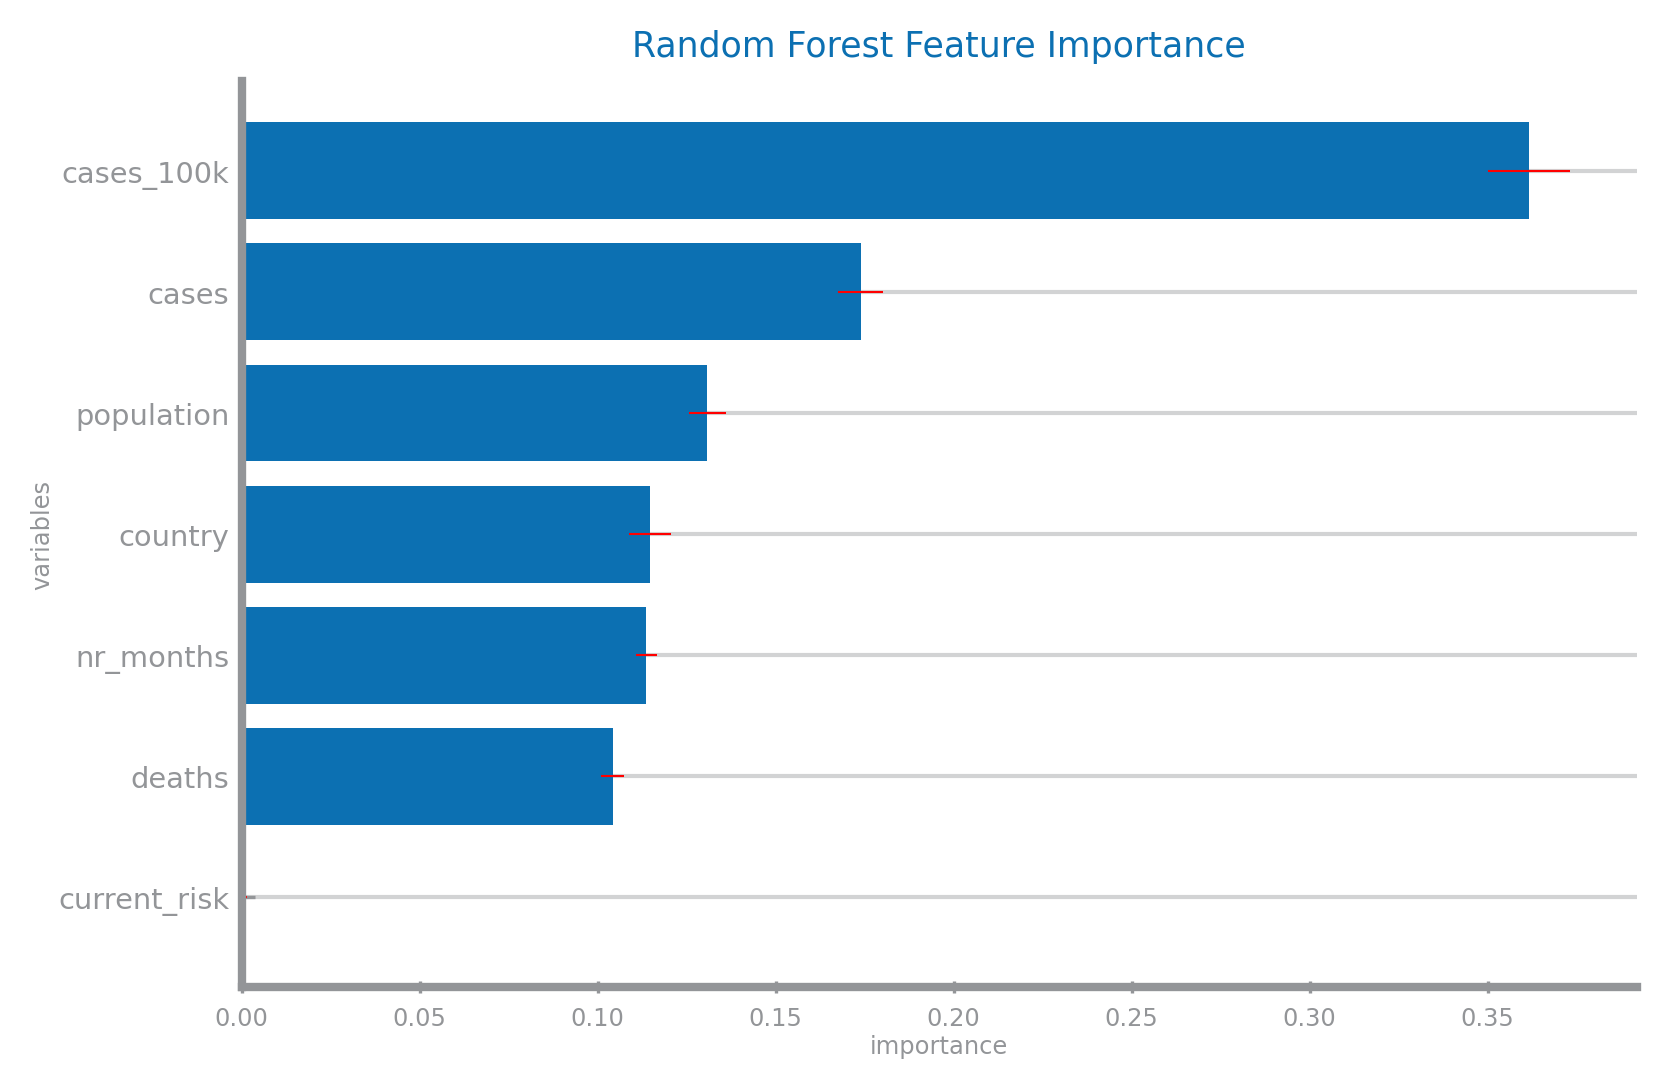 Random Forest Feature Importance
cases_100k
cases
population
country
nr_months
deaths
current_risk
variables
0.00 0.05 0.10 0.15 0.20 0.25 0.30 0.35
importance